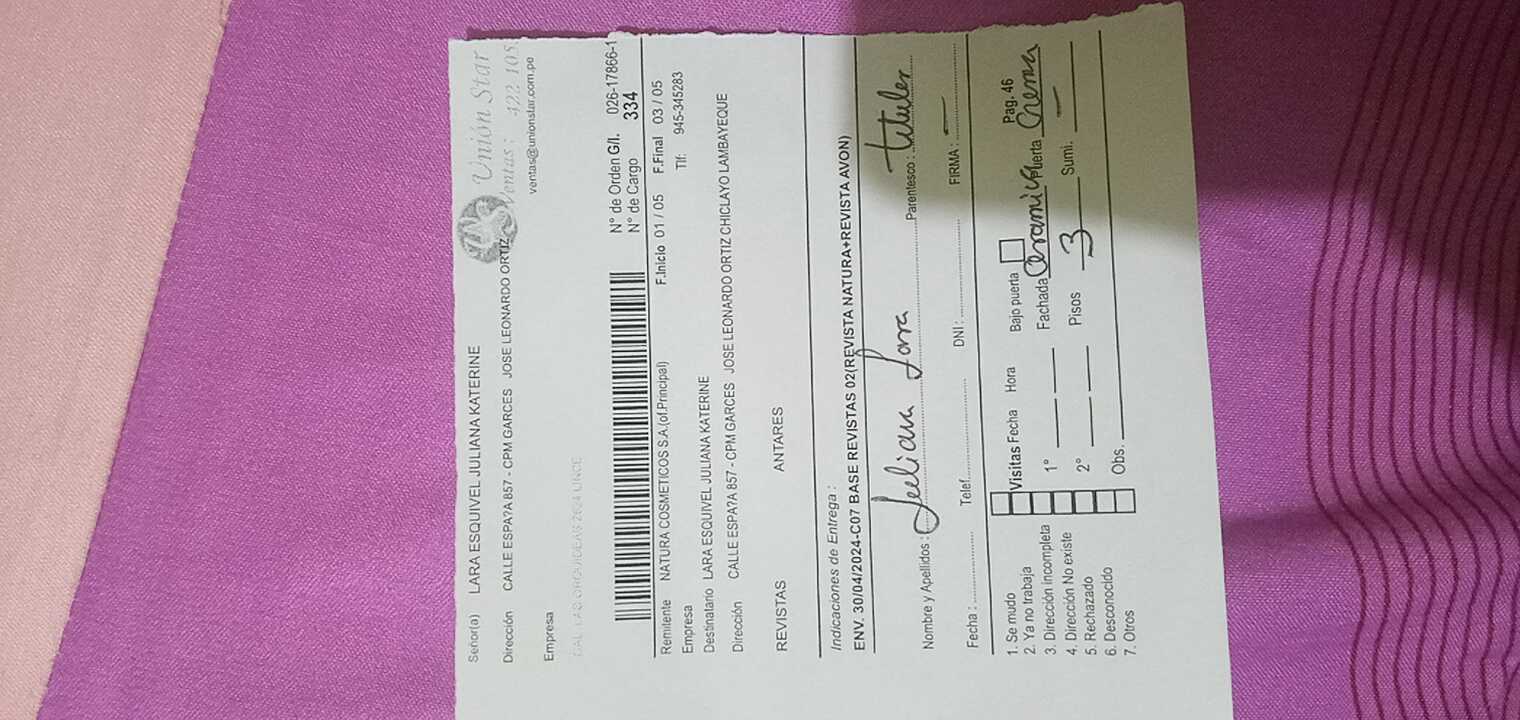 Unión Star
Ventas: 422 105
ventas@unionstar.com.pe
Señor(a) LARA ESQUIVEL JULIANA KATERINE
Dirección CALLE ESPA?A 857 - CPM GARCES JOSE LEONARDO ORTIZ
Empresa
N° de Orden G/I. 026-17866-1
N° de Cargo 334
Remitente NATURA COSMETICOS S.A.(of.Principal) F.Inicio 01 / 05 F.Final 03 / 05
Empresa Tlf: 945-345283
Destinatario LARA ESQUIVEL JULIANA KATERINE
Dirección CALLE ESPA?A 857 - CPM GARCES JOSE LEONARDO ORTIZ CHICLAYO LAMBAYEQUE
REVISTAS ANTARES
Indicaciones de Entrega :
ENV. 30/04/2024-C07 BASE REVISTAS 02(REVISTA NATURA+REVISTA AVON)
Nombre y Apellidos : Juliana Lara Parentesco : titular
Fecha : Telef. DNI : FIRMA : —
1. Se mudo Visitas Fecha Hora Bajo puerta Pag. 46
2. Ya no trabaja 1° Fachada Ceramica Puerta Crema
3. Dirección incompleta 2° Pisos 3 Sumi. —
4. Dirección No existe Obs.
5. Rechazado
6. Desconocido
7. Otros